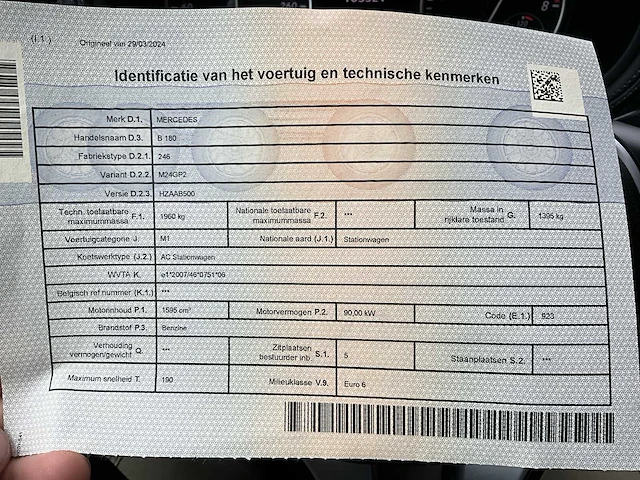 (I.1.) Origineel van 29/03/2024
Identificatie van het voertuig en technische kenmerken
Merk D.1. MERCEDES
Handelsnaam D.3. B 180
Fabriekstype D.2.1. 246
Variant D.2.2. M24GP2
Versie D.2.3. HZAAB500
Techn. toelaatbare maximummassa F.1. 1960 kg Nationale toelaatbare maximummassa F.2. *** Massa in rijklare toestand G. 1395 kg
Voertuigcategorie J. M1 Nationale aard (J.1.) Stationwagen
Koetswerktype (J.2.) AC Stationwagen
WVTA K. e1*2007/46*0751*06
Belgisch ref nummer (K.1.) ***
Motorinhoud P.1. 1595 cm³ Motorvermogen P.2. 90,00 kW Code (E.1.) 923
Brandstof P.3. Benzine
Verhouding vermogen/gewicht Q. *** Zitplaatsen bestuurder inb. S.1. 5 Staanplaatsen S.2. ***
Maximum snelheid T. 190 Milieuklasse V.9. Euro 6